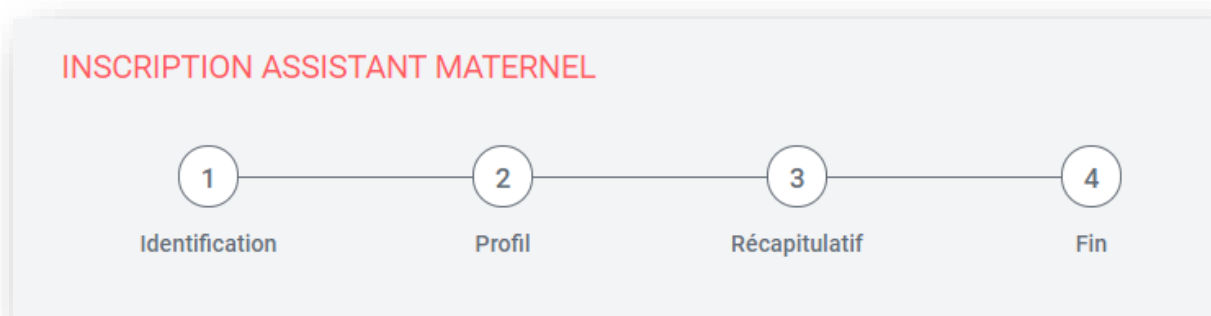 INSCRIPTION ASSISTANT MATERNEL
1 2 3 4
Identification Profil Récapitulatif Fin